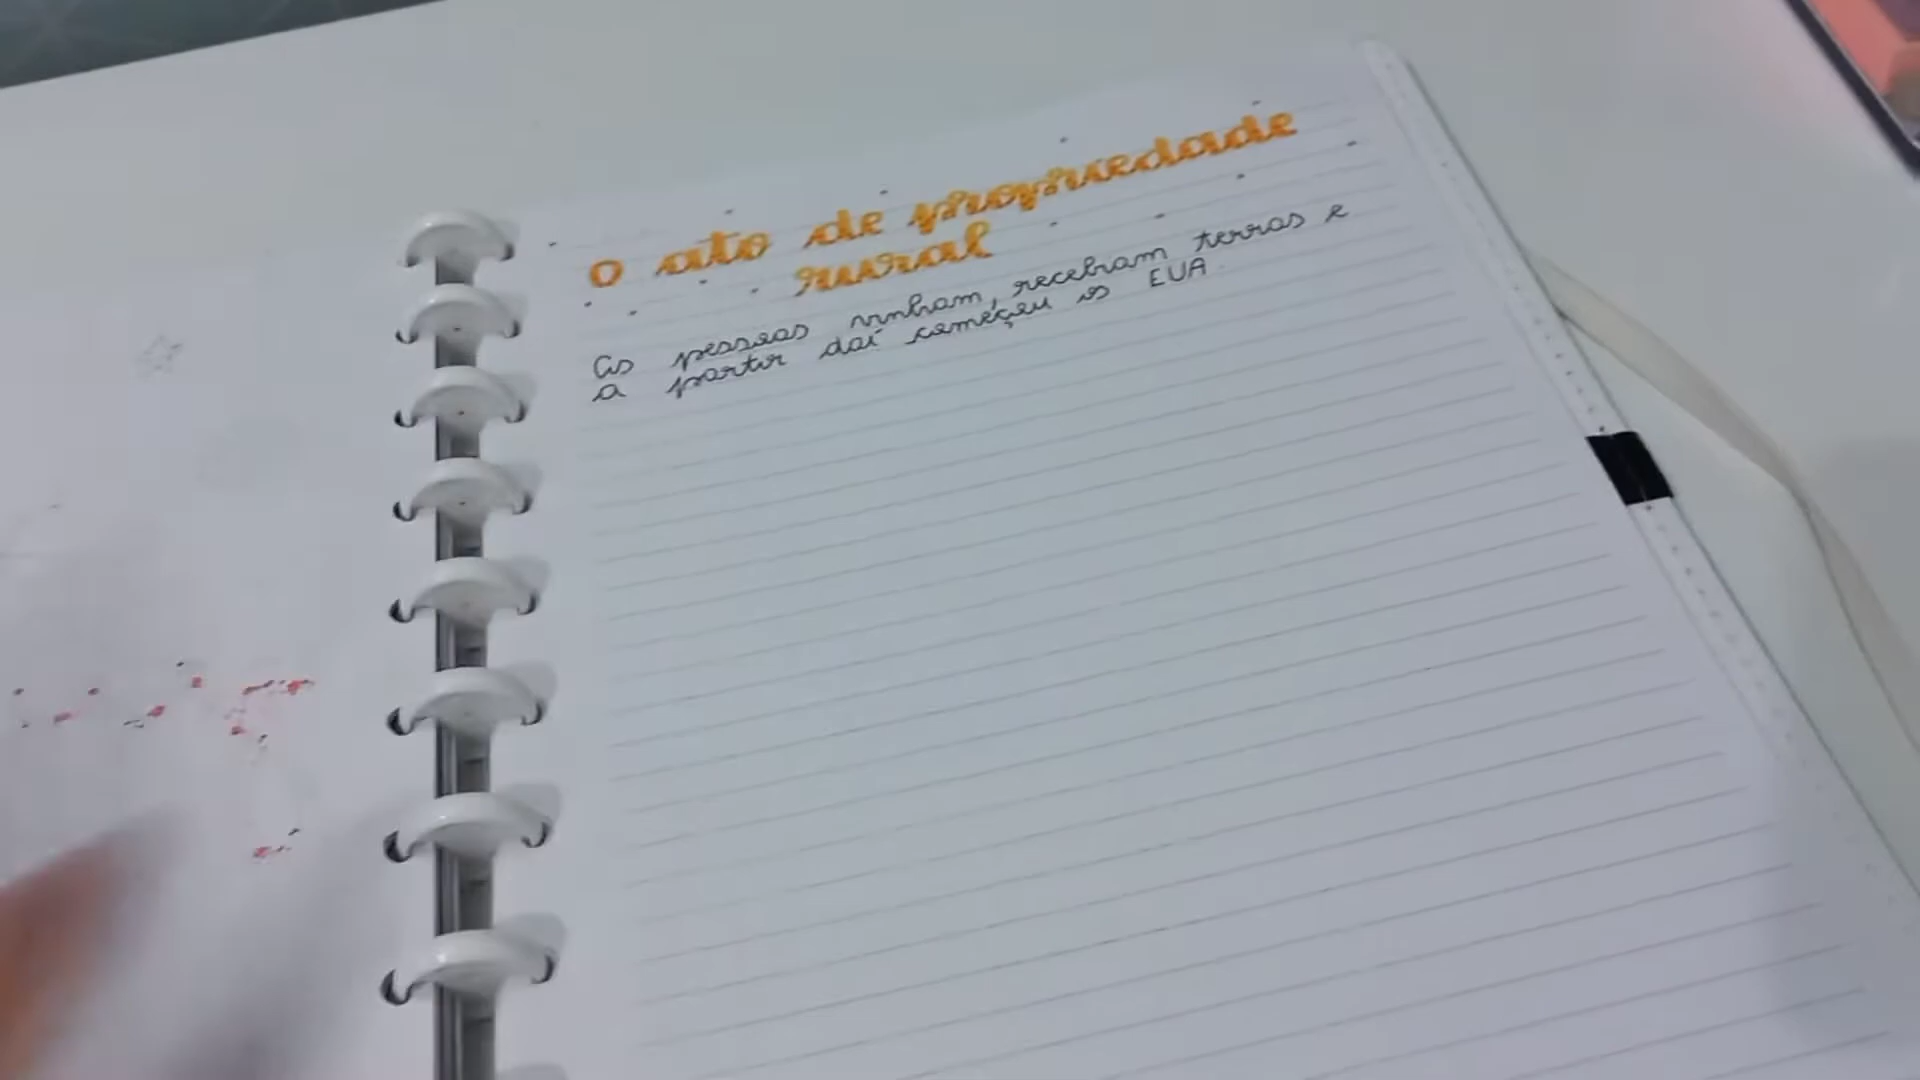 O ato de propriedade
rural
As pessoas vinham, recebiam terras e
a partir daí começou os EUA